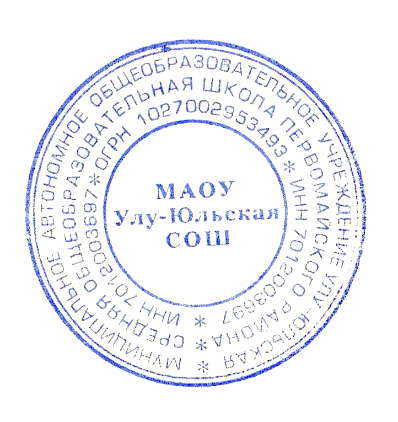 МУНИЦИПАЛЬНОЕ АВТОНОМНОЕ ОБЩЕОБРАЗОВАТЕЛЬНОЕ УЧРЕЖДЕНИЕ УЛУ-ЮЛЬСКАЯ *
СРЕДНЯЯ ОБЩЕОБРАЗОВАТЕЛЬНАЯ ШКОЛА ПЕРВОМАЙСКОГО РАЙОНА *
ИНН 7012003697*ОГРН 1027002953493*ИНН 7012003697 *
МАОУ
Улу-Юльская
СОШ